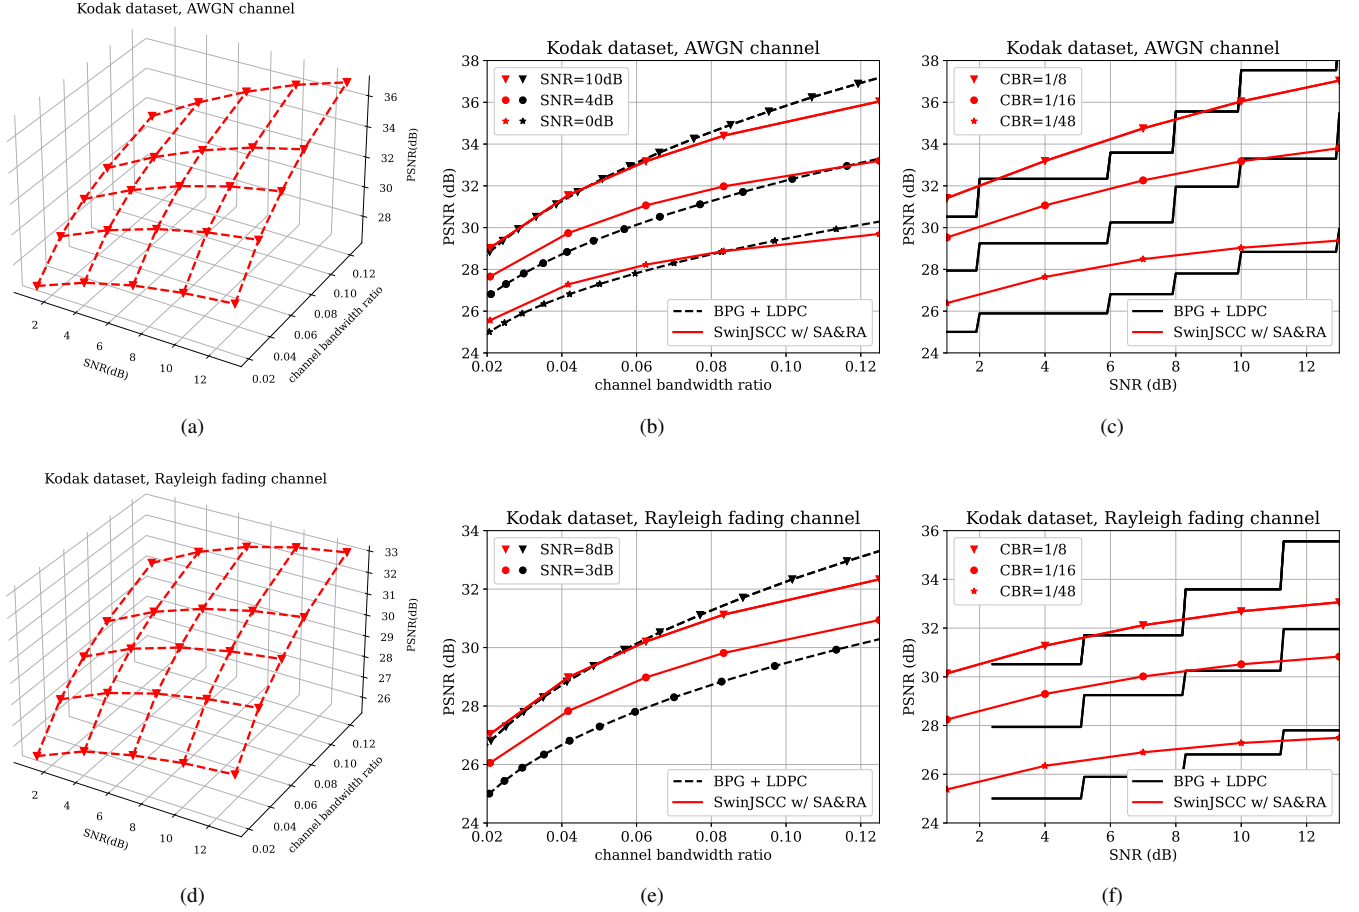 Kodak dataset, AWGN channel
36
34
32
30
28
PSNR(dB)
2
4
6
8
10
12
SNR(dB)
0.02
0.04
0.06
0.08
0.10
0.12
channel bandwidth ratio
(a)
Kodak dataset, AWGN channel
38
36
34
32
30
28
26
24
PSNR (dB)
SNR=10dB
SNR=4dB
SNR=0dB
BPG + LDPC
SwinJSCC w/ SA&RA
0.02 0.04 0.06 0.08 0.10 0.12
channel bandwidth ratio
(b)
Kodak dataset, AWGN channel
38
36
34
32
30
28
26
24
PSNR (dB)
CBR=1/8
CBR=1/16
CBR=1/48
BPG + LDPC
SwinJSCC w/ SA&RA
2 4 6 8 10 12
SNR (dB)
(c)
Kodak dataset, Rayleigh fading channel
33
32
31
30
29
28
27
26
PSNR(dB)
2
4
6
8
10
12
SNR(dB)
0.02
0.04
0.06
0.08
0.10
0.12
channel bandwidth ratio
(d)
Kodak dataset, Rayleigh fading channel
34
32
30
28
26
24
PSNR (dB)
SNR=8dB
SNR=3dB
BPG + LDPC
SwinJSCC w/ SA&RA
0.02 0.04 0.06 0.08 0.10 0.12
channel bandwidth ratio
(e)
Kodak dataset, Rayleigh fading channel
36
34
32
30
28
26
24
PSNR (dB)
CBR=1/8
CBR=1/16
CBR=1/48
BPG + LDPC
SwinJSCC w/ SA&RA
2 4 6 8 10 12
SNR (dB)
(f)